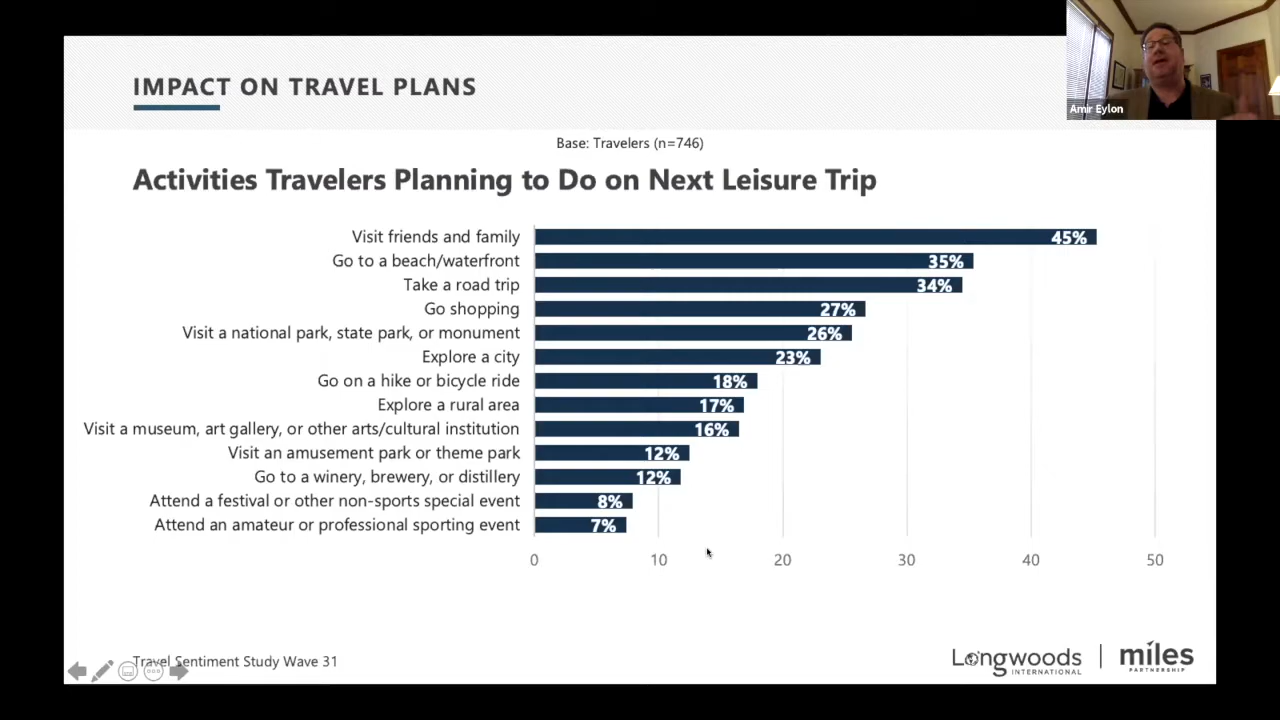 IMPACT ON TRAVEL PLANS
Amir Eylon
Base: Travelers (n=746)
Activities Travelers Planning to Do on Next Leisure Trip
Visit friends and family 45%
Go to a beach/waterfront 35%
Take a road trip 34%
Go shopping 27%
Visit a national park, state park, or monument 26%
Explore a city 23%
Go on a hike or bicycle ride 18%
Explore a rural area 17%
Visit a museum, art gallery, or other arts/cultural institution 16%
Visit an amusement park or theme park 12%
Go to a winery, brewery, or distillery 12%
Attend a festival or other non-sports special event 8%
Attend an amateur or professional sporting event 7%
0 10 20 30 40 50
Travel Sentiment Study Wave 31
Longwoods INTERNATIONAL
miles PARTNERSHIP